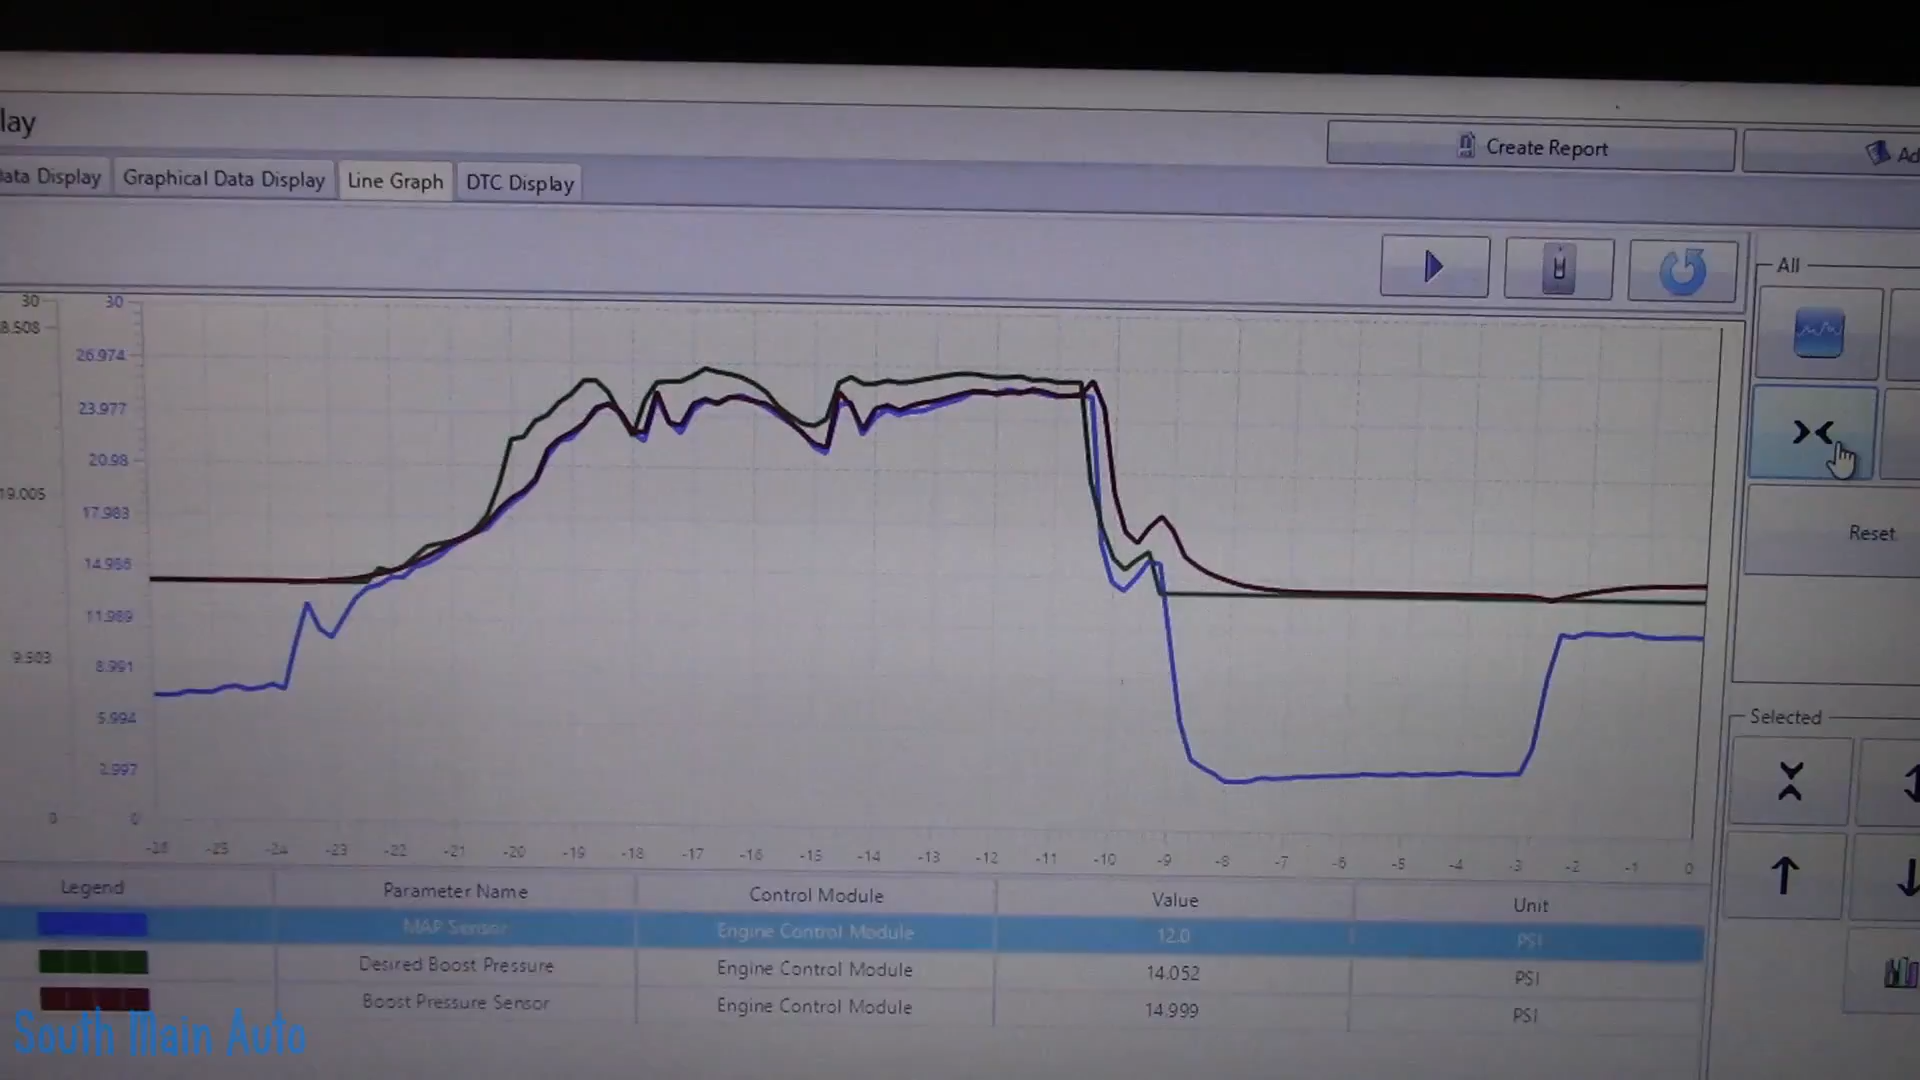 lay
Create Report
Ad
ata Display
Graphical Data Display
Line Graph
DTC Display
All
30
30
8.508
26.974
23.977
20.98
19.005
17.983
14.986
11.989
9.503
8.991
5.994
2.997
0
0
Reset
Selected
-26 -25 -24 -23 -22 -21 -20 -19 -18 -17 -16 -15 -14 -13 -12 -11 -10 -9 -8 -7 -6 -5 -4 -3 -2 -1 0
Legend Parameter Name Control Module Value Unit
MAP Sensor Engine Control Module 12.0 PSI
Desired Boost Pressure Engine Control Module 14.052 PSI
Boost Pressure Sensor Engine Control Module 14.999 PSI
South Main Auto